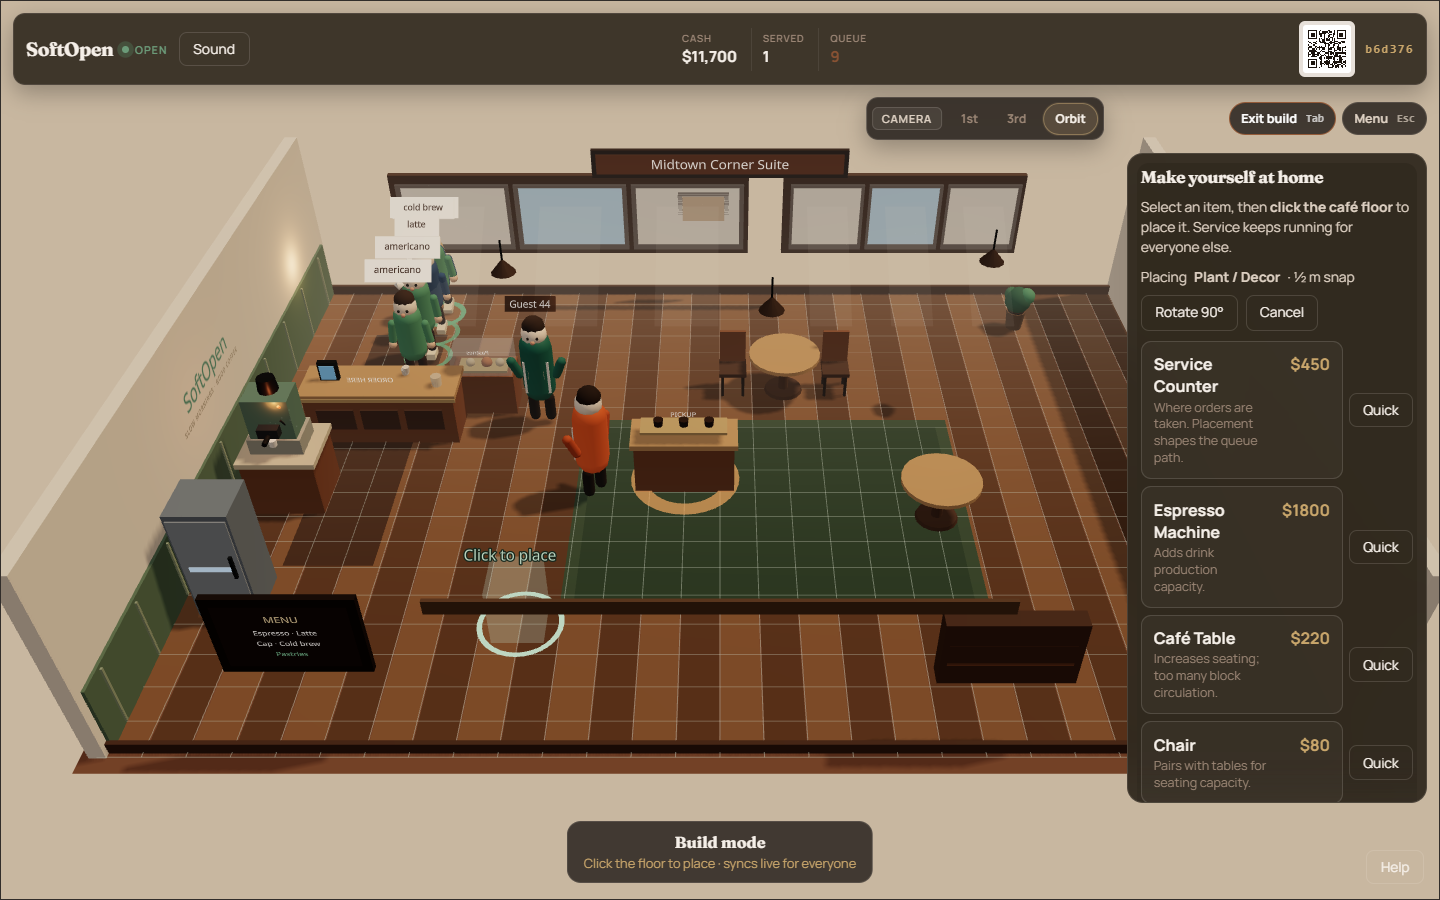 SoftOpen
OPEN
Sound
CASH
$11,700
SERVED
1
QUEUE
9
b6d376
CAMERA
1st
3rd
Orbit
Exit build Tab
Menu Esc
Midtown Corner Suite
cold brew
latte
americano
americano
Guest 44
SoftOpen
ORDER HERE
PICKUP
Click to place
MENU
Espresso · Latte
Cap · Cold brew
Pastries
Make yourself at home
Select an item, then click the café floor to
place it. Service keeps running for
everyone else.
Placing Plant / Decor · ½ m snap
Rotate 90°
Cancel
Service
Counter
$450
Where orders are
taken. Placement
shapes the queue
path.
Quick
Espresso
Machine
$1800
Adds drink
production
capacity.
Quick
Café Table
$220
Increases seating;
too many block
circulation.
Quick
Chair
$80
Pairs with tables for
seating capacity.
Quick
Build mode
Click the floor to place · syncs live for everyone
Help